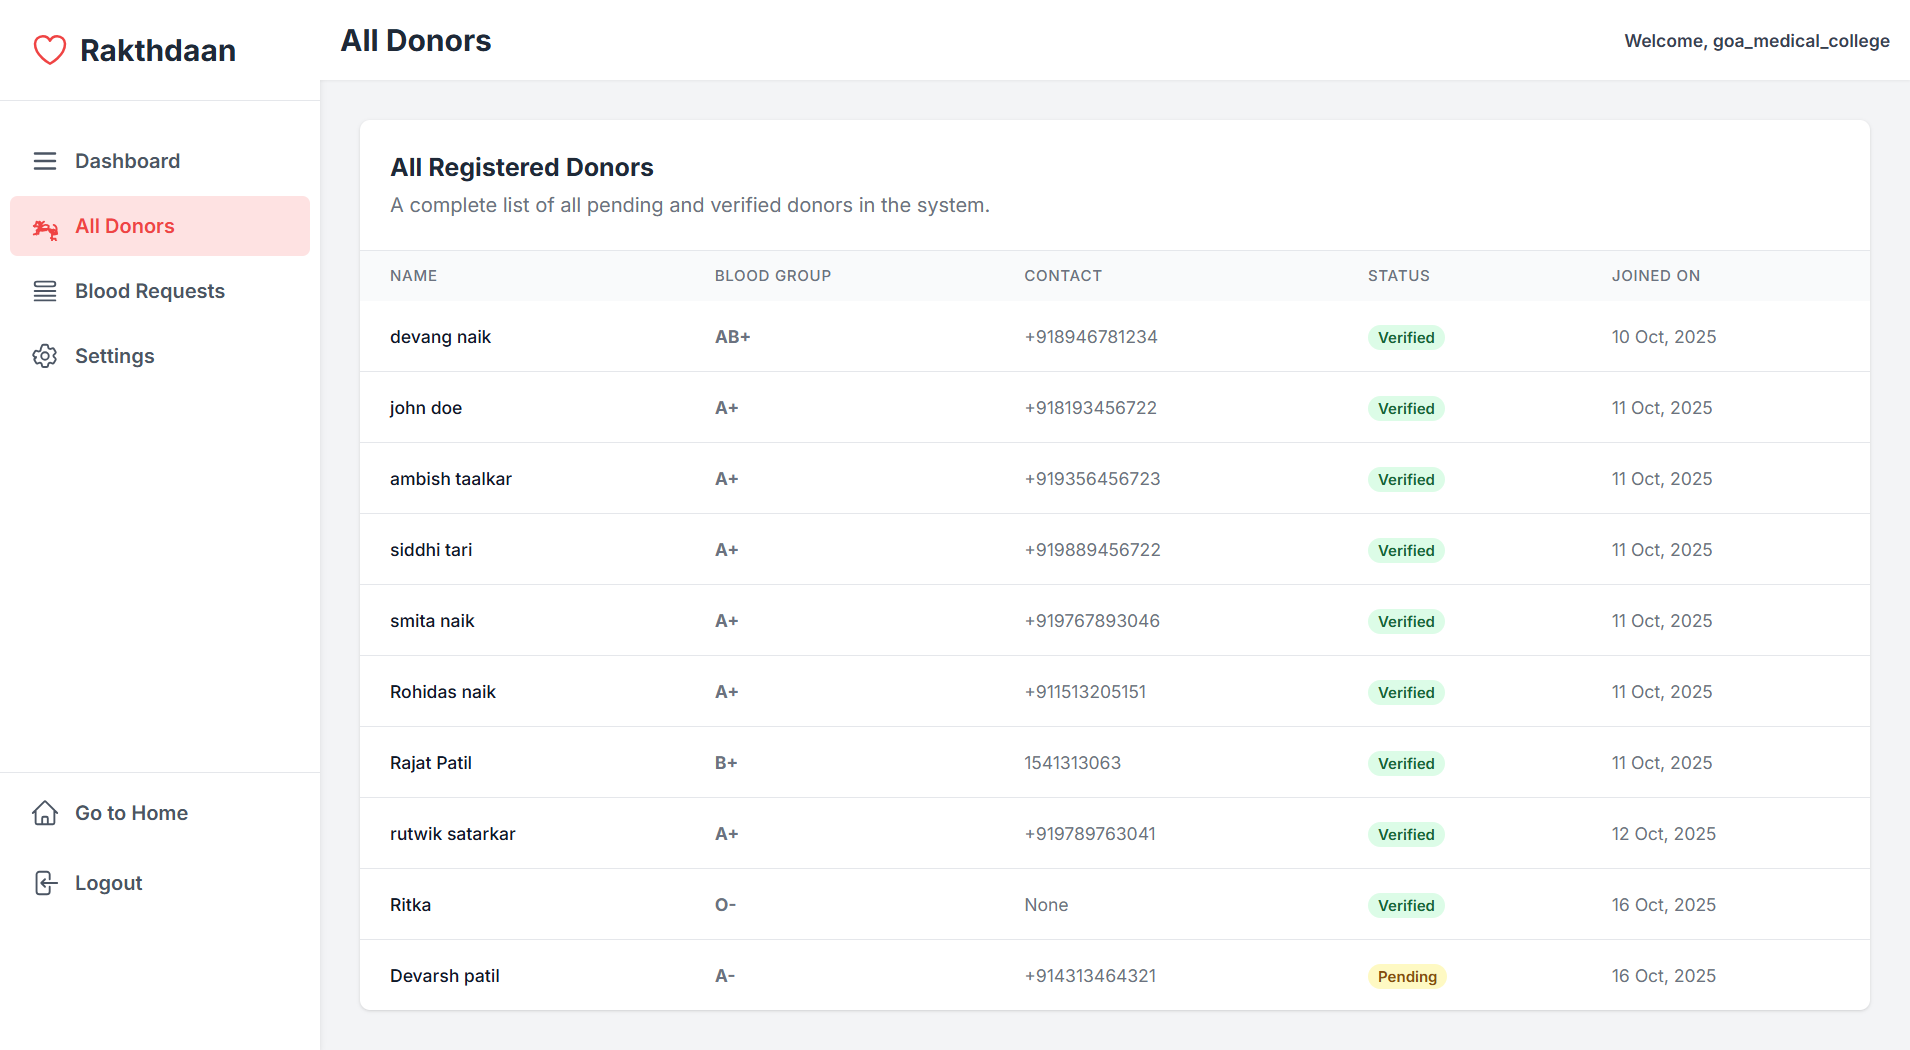 Rakthdaan
All Donors
Welcome, goa_medical_college
Dashboard
All Donors
Blood Requests
Settings
Go to Home
Logout
All Registered Donors
A complete list of all pending and verified donors in the system.
NAME BLOOD GROUP CONTACT STATUS JOINED ON
devang naik AB+ +918946781234 Verified 10 Oct, 2025
john doe A+ +918193456722 Verified 11 Oct, 2025
ambish taalkar A+ +919356456723 Verified 11 Oct, 2025
siddhi tari A+ +919889456722 Verified 11 Oct, 2025
smita naik A+ +919767893046 Verified 11 Oct, 2025
Rohidas naik A+ +911513205151 Verified 11 Oct, 2025
Rajat Patil B+ 1541313063 Verified 11 Oct, 2025
rutwik satarkar A+ +919789763041 Verified 12 Oct, 2025
Ritka O- None Verified 16 Oct, 2025
Devarsh patil A- +914313464321 Pending 16 Oct, 2025